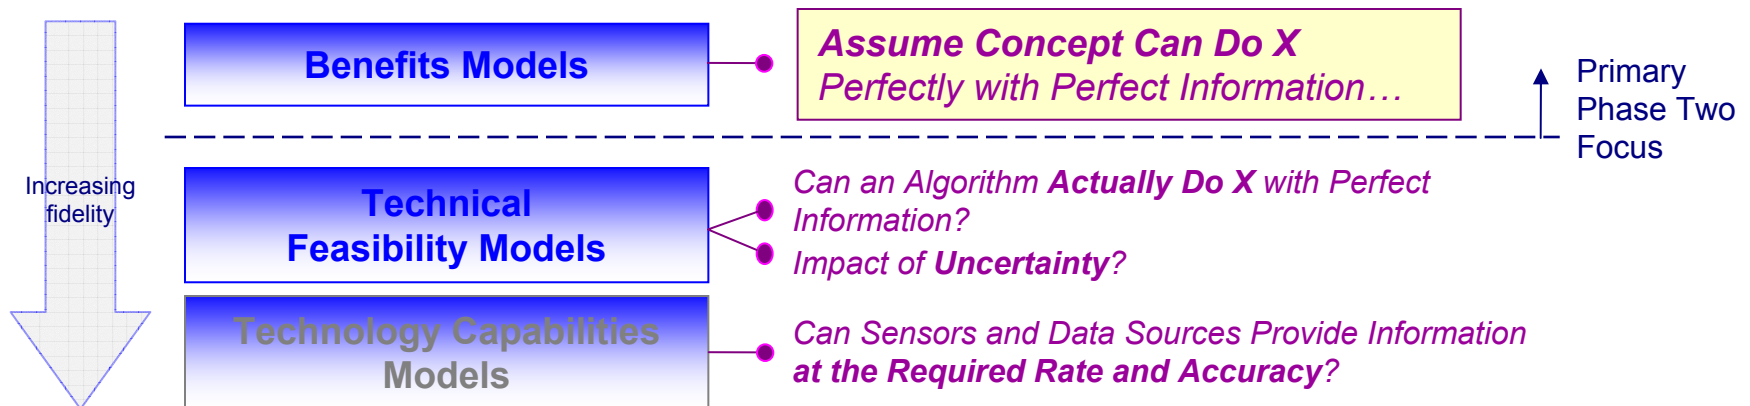 Increasing
fidelity
Benefits Models
Assume Concept Can Do X
Perfectly with Perfect Information…
Primary
Phase Two
Focus
Technical
Feasibility Models
Can an Algorithm Actually Do X with Perfect
Information?
Impact of Uncertainty?
Technology Capabilities
Models
Can Sensors and Data Sources Provide Information
at the Required Rate and Accuracy?